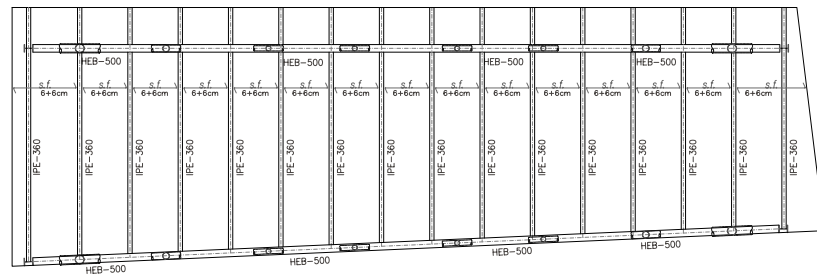 HEB-500 HEB-500 HEB-500 HEB-500
s.f. s.f. s.f. s.f. s.f. s.f. s.f. s.f. s.f. s.f. s.f. s.f. s.f. s.f. s.f.
6+6cm 6+6cm 6+6cm 6+6cm 6+6cm 6+6cm 6+6cm 6+6cm 6+6cm 6+6cm 6+6cm 6+6cm 6+6cm 6+6cm 6+6cm
IPE-360 IPE-360 IPE-360 IPE-360 IPE-360 IPE-360 IPE-360 IPE-360 IPE-360 IPE-360 IPE-360 IPE-360 IPE-360 IPE-360 IPE-360 IPE-360
HEB-500 HEB-500 HEB-500 HEB-500